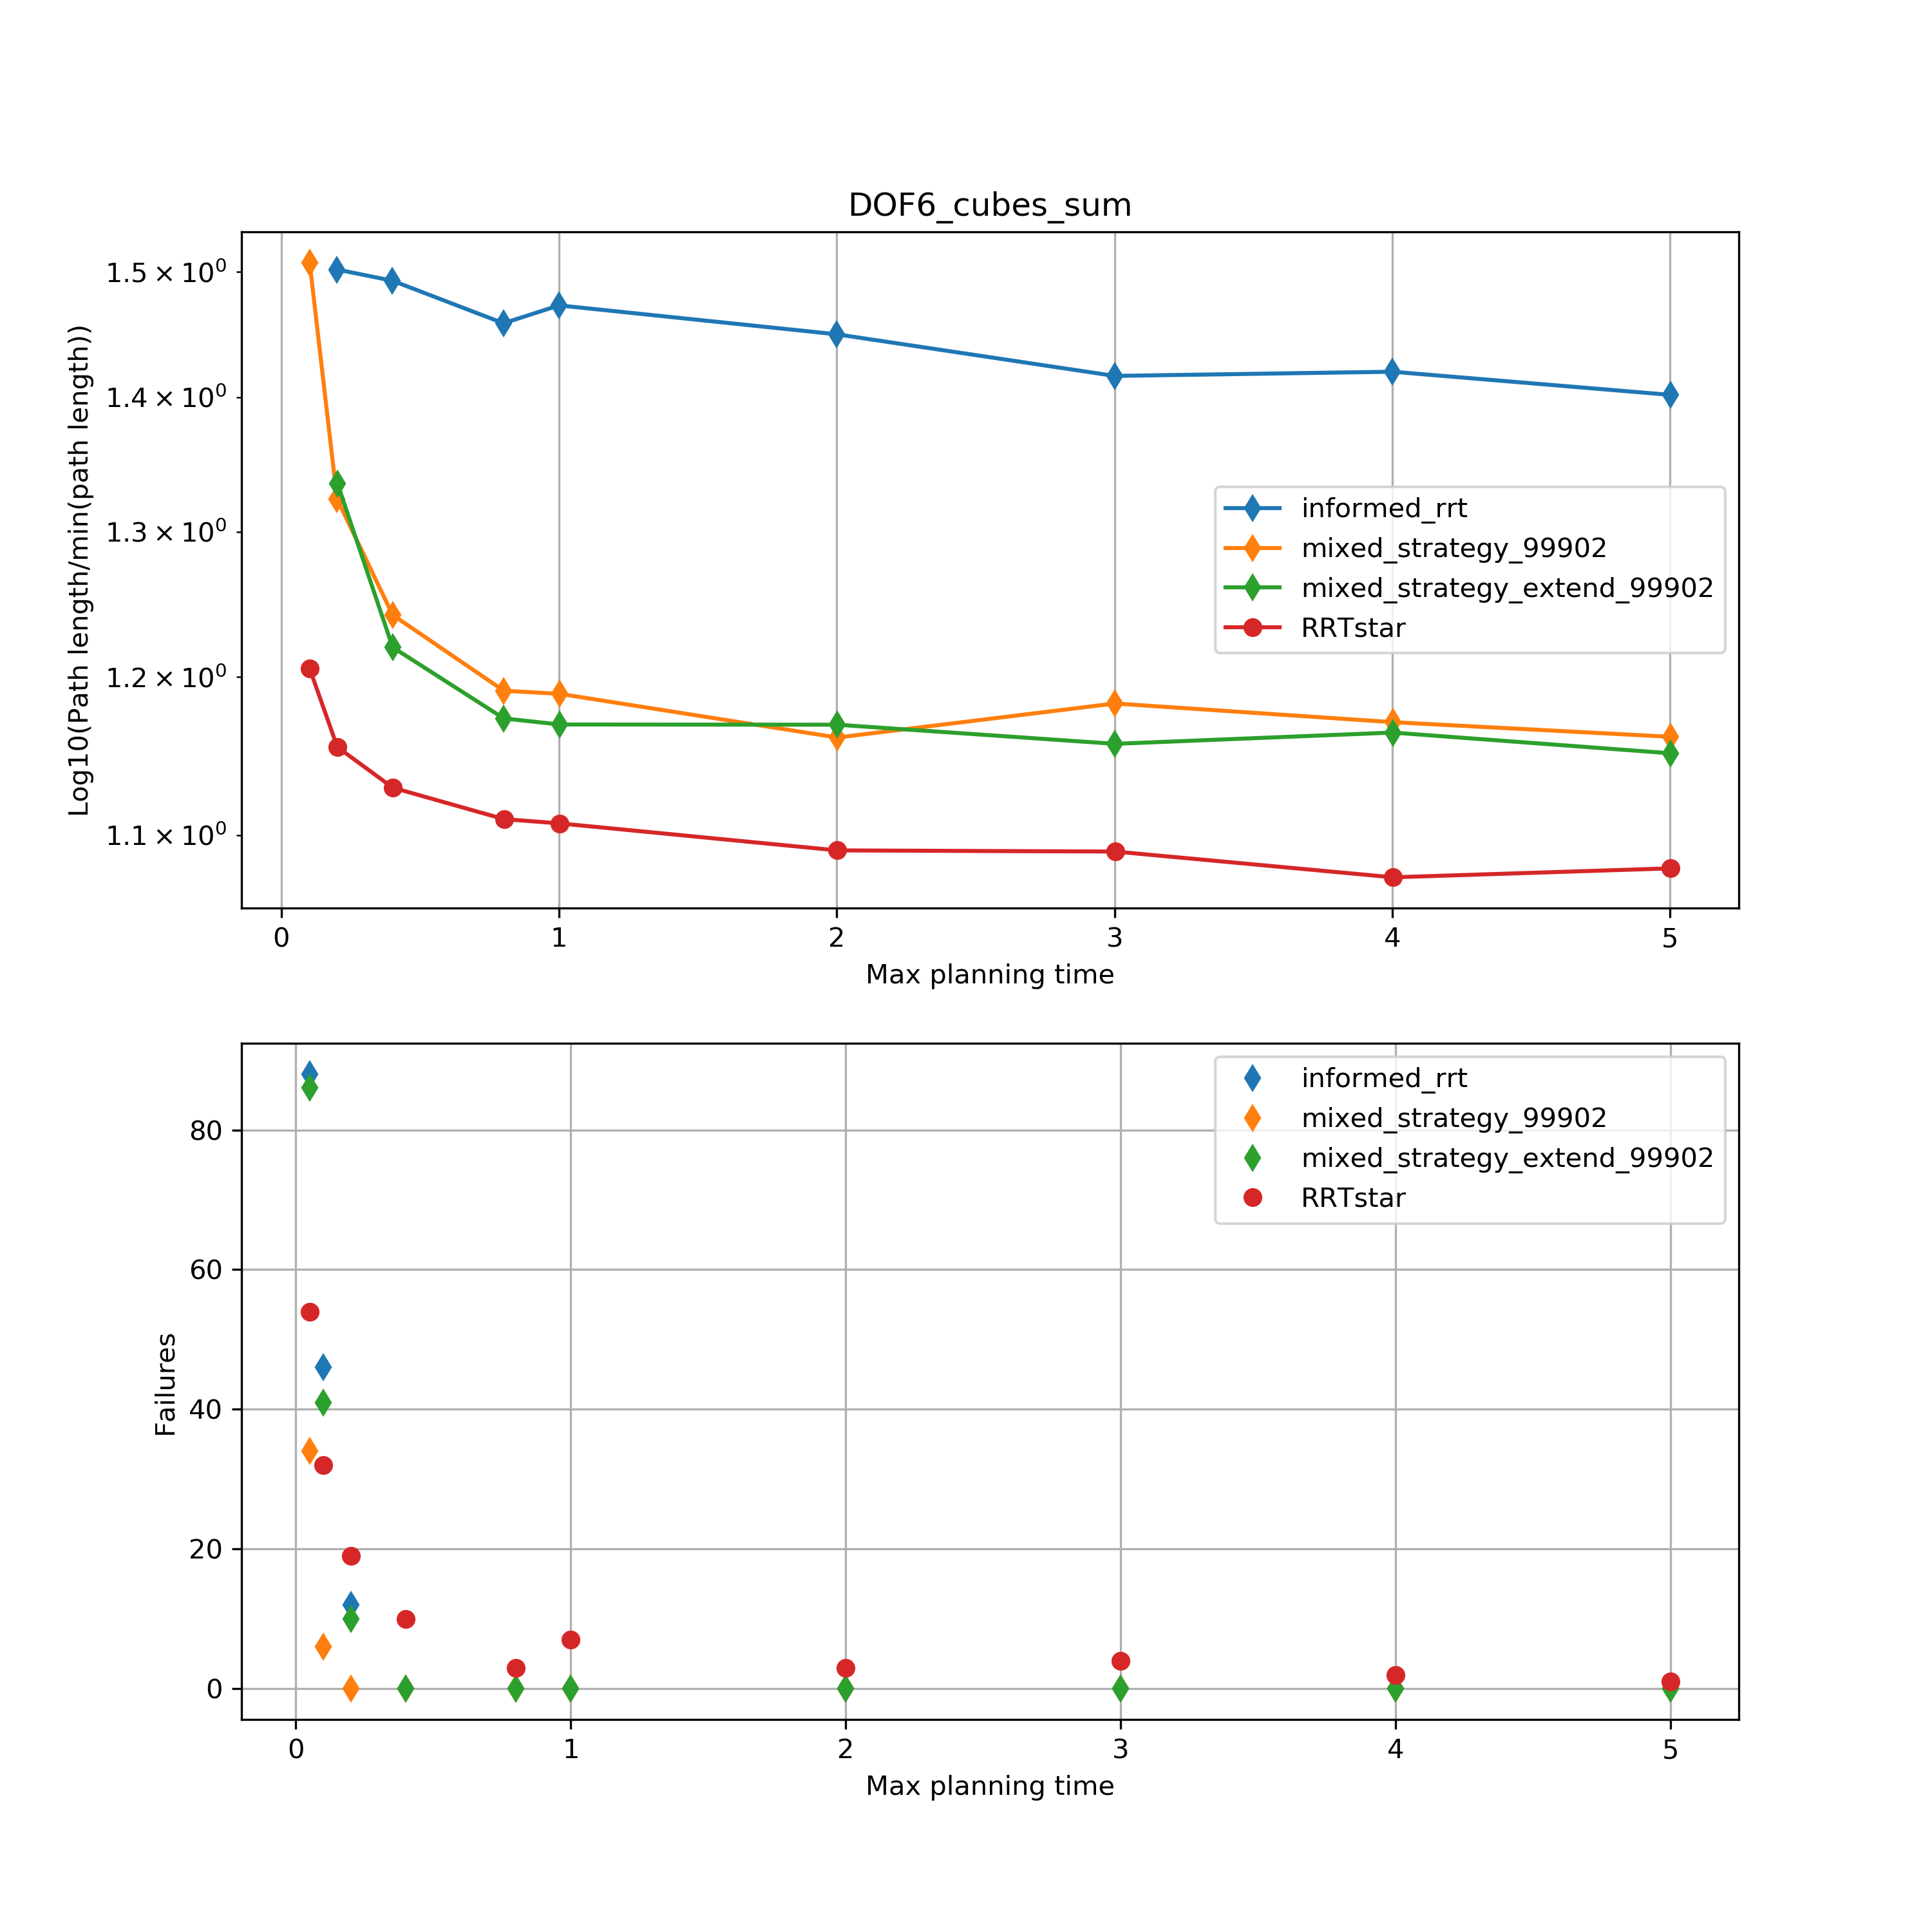 DOF6_cubes_sum
Log10(Path length/min(path length))
1.5 × 10⁰
1.4 × 10⁰
1.3 × 10⁰
1.2 × 10⁰
1.1 × 10⁰
informed_rrt
mixed_strategy_99902
mixed_strategy_extend_99902
RRTstar
0 1 2 3 4 5
Max planning time
Failures
80
60
40
20
0
informed_rrt
mixed_strategy_99902
mixed_strategy_extend_99902
RRTstar
0 1 2 3 4 5
Max planning time